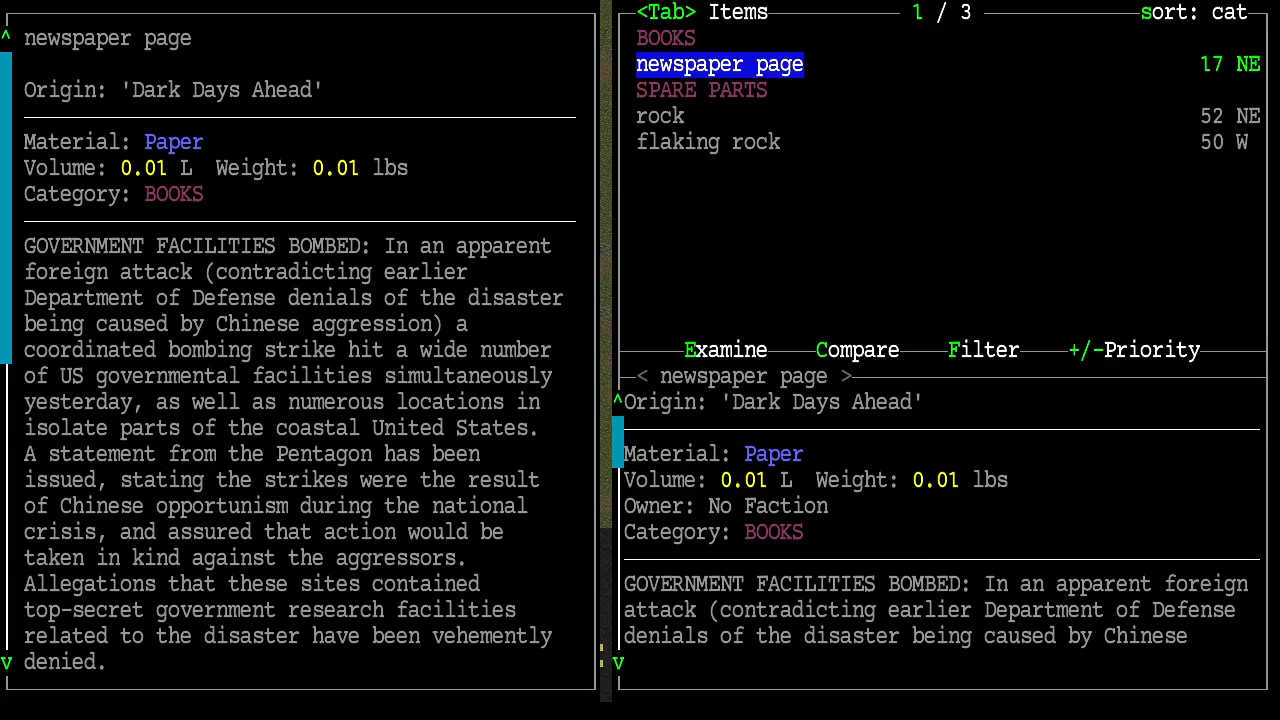 newspaper page
Origin: 'Dark Days Ahead'
Material: Paper
Volume: 0.01 L  Weight: 0.01 lbs
Category: BOOKS
GOVERNMENT FACILITIES BOMBED: In an apparent
foreign attack (contradicting earlier
Department of Defense denials of the disaster
being caused by Chinese aggression) a
coordinated bombing strike hit a wide number
of US governmental facilities simultaneously
yesterday, as well as numerous locations in
isolate parts of the coastal United States.
A statement from the Pentagon has been
issued, stating the strikes were the result
of Chinese opportunism during the national
crisis, and assured that action would be
taken in kind against the aggressors.
Allegations that these sites contained
top-secret government research facilities
related to the disaster have been vehemently
denied.
<Tab> Items 1 / 3 sort: cat
BOOKS
newspaper page 17 NE
SPARE PARTS
rock 52 NE
flaking rock 50 W
Examine Compare Filter +/-Priority
< newspaper page >
Origin: 'Dark Days Ahead'
Material: Paper
Volume: 0.01 L  Weight: 0.01 lbs
Owner: No Faction
Category: BOOKS
GOVERNMENT FACILITIES BOMBED: In an apparent foreign
attack (contradicting earlier Department of Defense
denials of the disaster being caused by Chinese